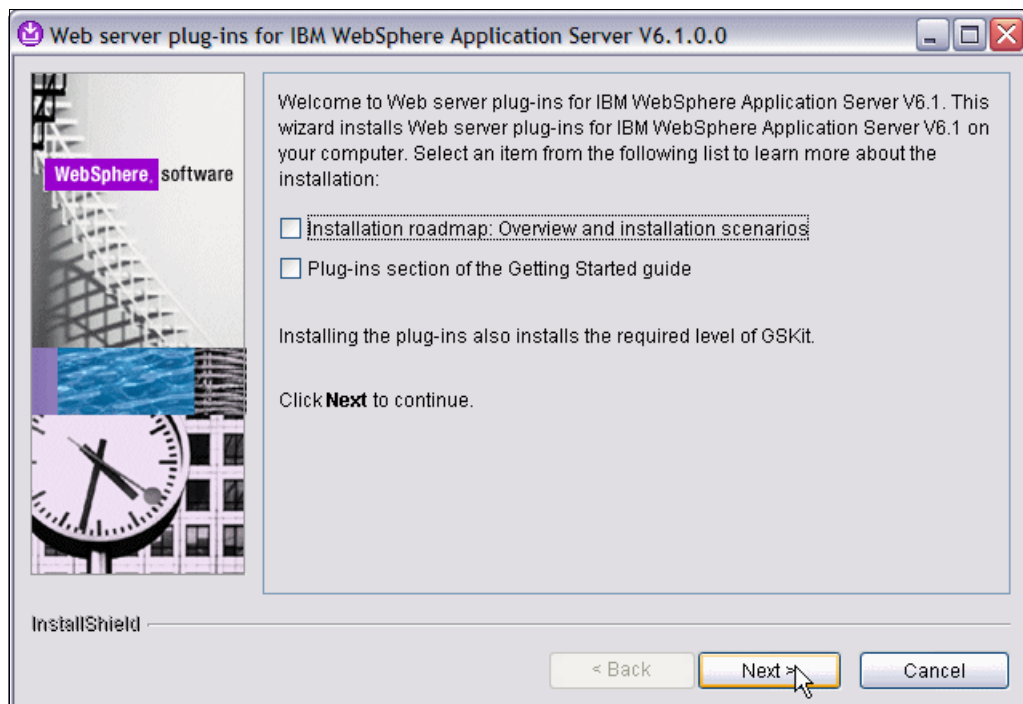 Web server plug-ins for IBM WebSphere Application Server V6.1.0.0
WebSphere. software
Welcome to Web server plug-ins for IBM WebSphere Application Server V6.1. This
wizard installs Web server plug-ins for IBM WebSphere Application Server V6.1 on
your computer. Select an item from the following list to learn more about the
installation:
Installation roadmap: Overview and installation scenarios
Plug-ins section of the Getting Started guide
Installing the plug-ins also installs the required level of GSKit.
Click Next to continue.
InstallShield
< Back
Next >
Cancel